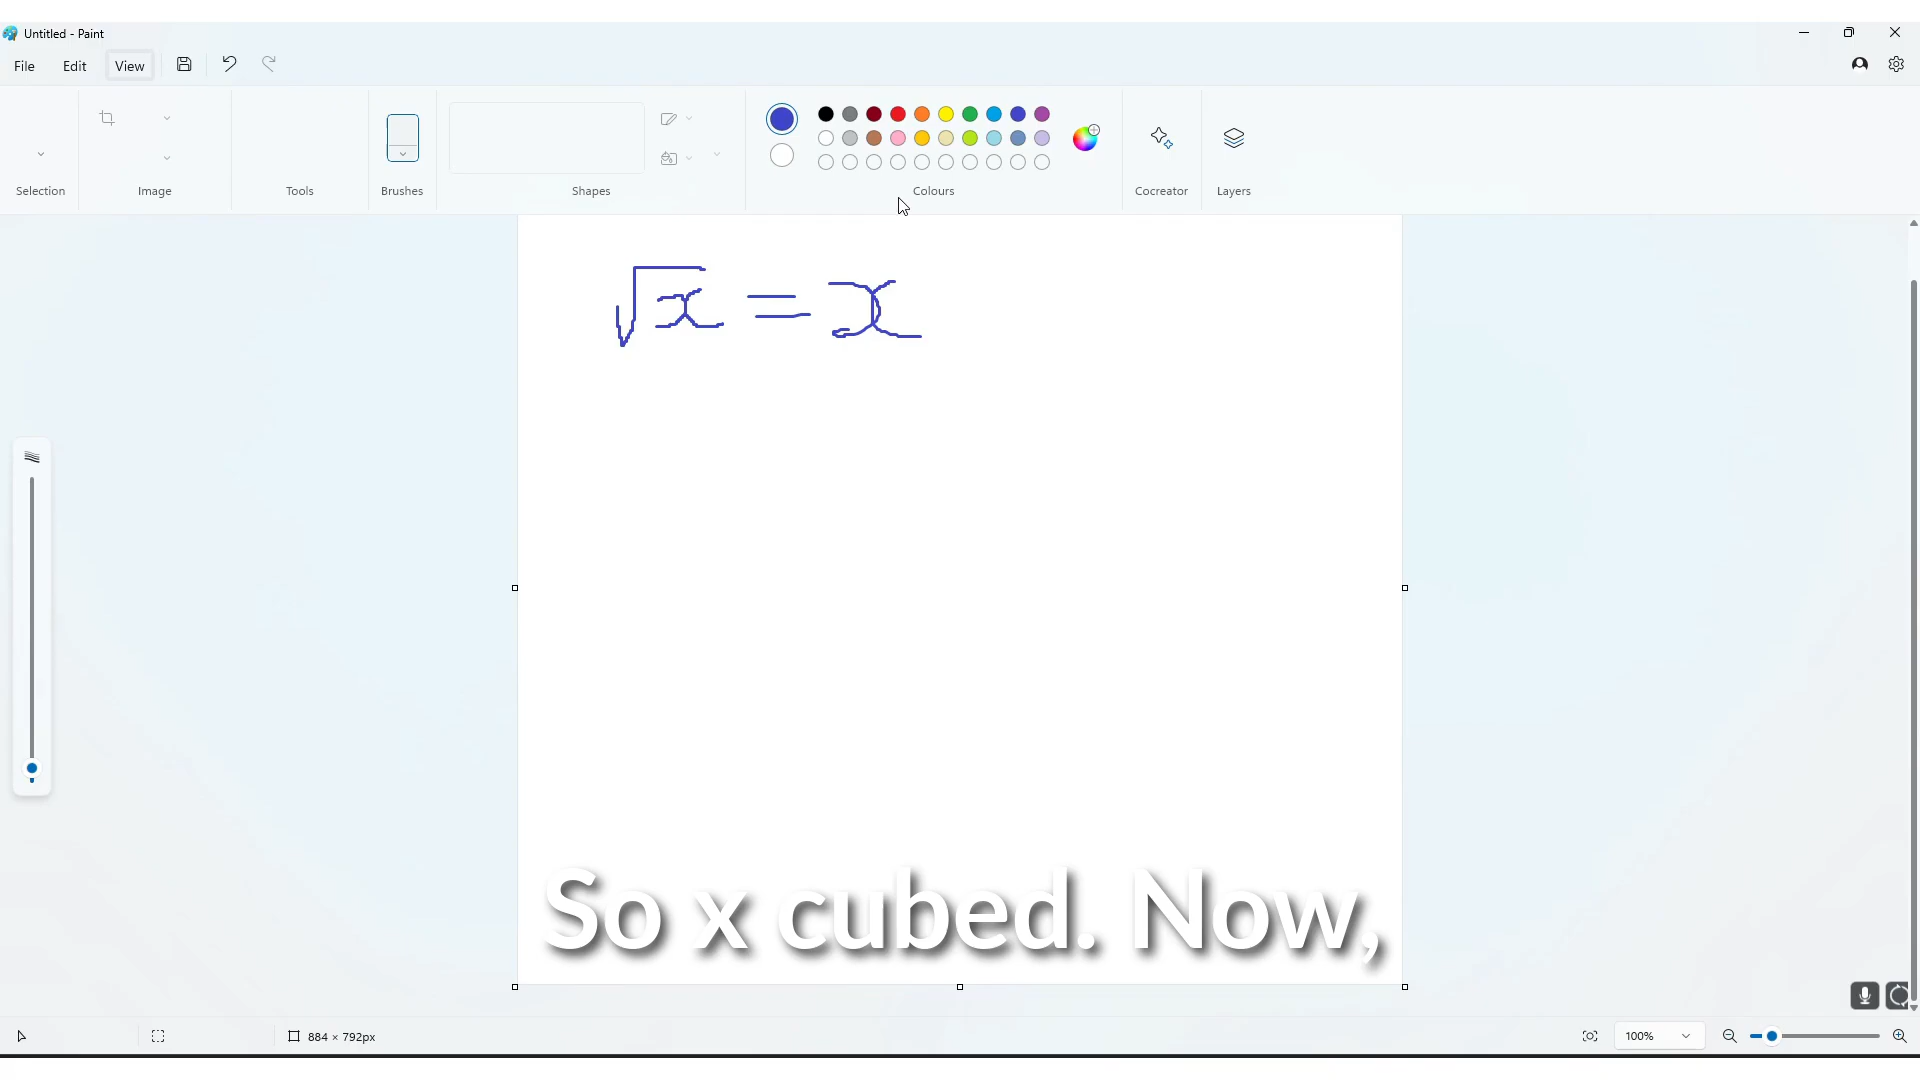 Untitled - Paint
File Edit View
Selection Image Tools Brushes Shapes Colours Cocreator Layers
√x = x
So x cubed. Now,
884 × 792px 100%